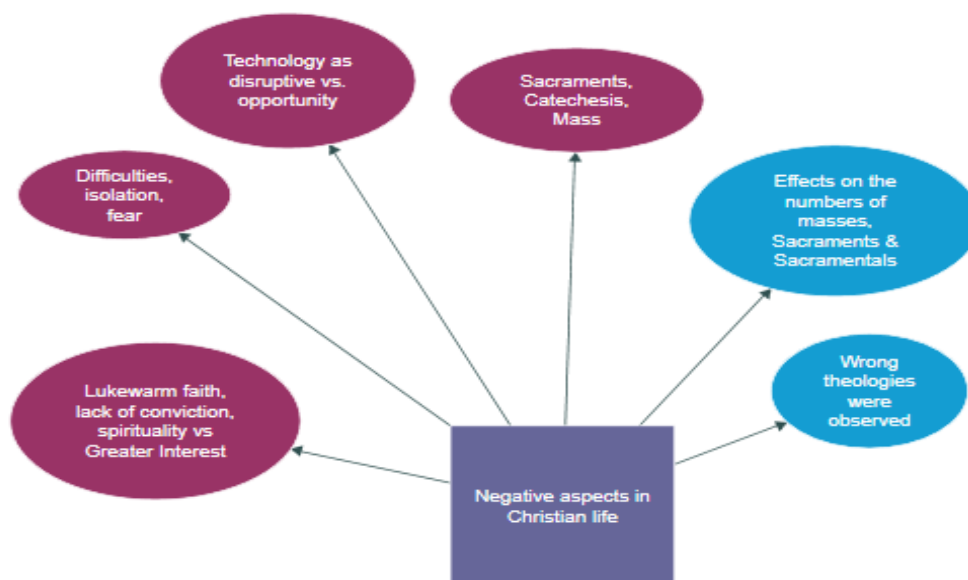 Technology as
disruptive vs.
opportunity
Sacraments,
Catechesis,
Mass
Difficulties,
isolation,
fear
Effects on the
numbers of
masses,
Sacraments &
Sacramentals
Lukewarm faith,
lack of conviction,
spirituality vs
Greater Interest
Wrong
theologies
were
observed
Negative aspects in
Christian life